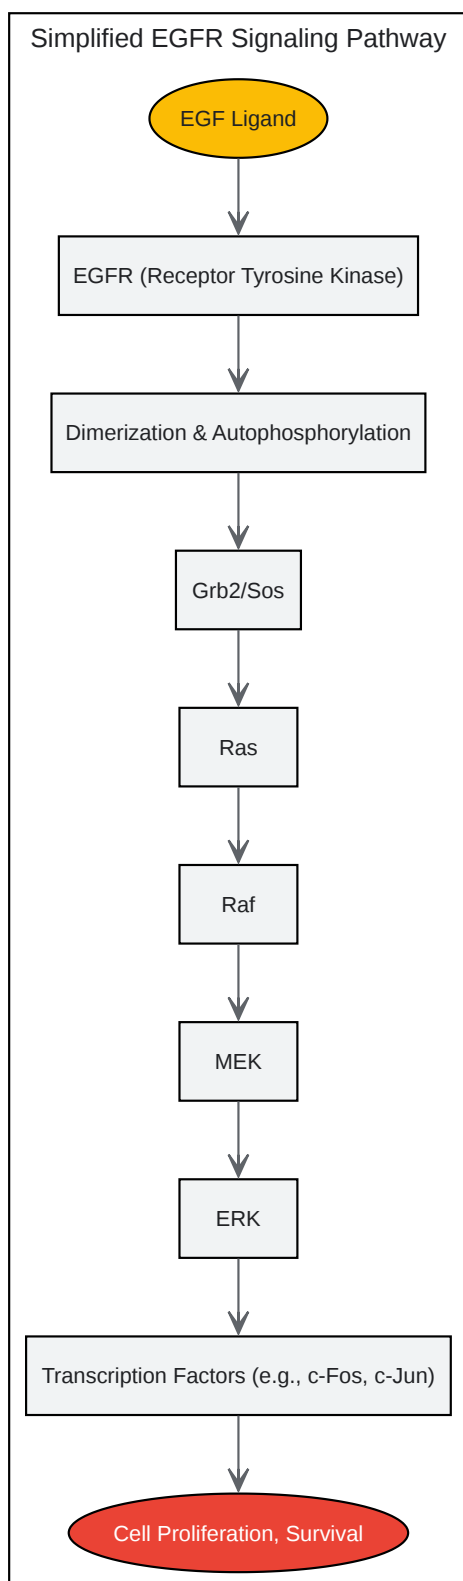 Simplified EGFR Signaling Pathway
EGF Ligand
EGFR (Receptor Tyrosine Kinase)
Dimerization & Autophosphorylation
Grb2/Sos
Ras
Raf
MEK
ERK
Transcription Factors (e.g., c-Fos, c-Jun)
Cell Proliferation, Survival